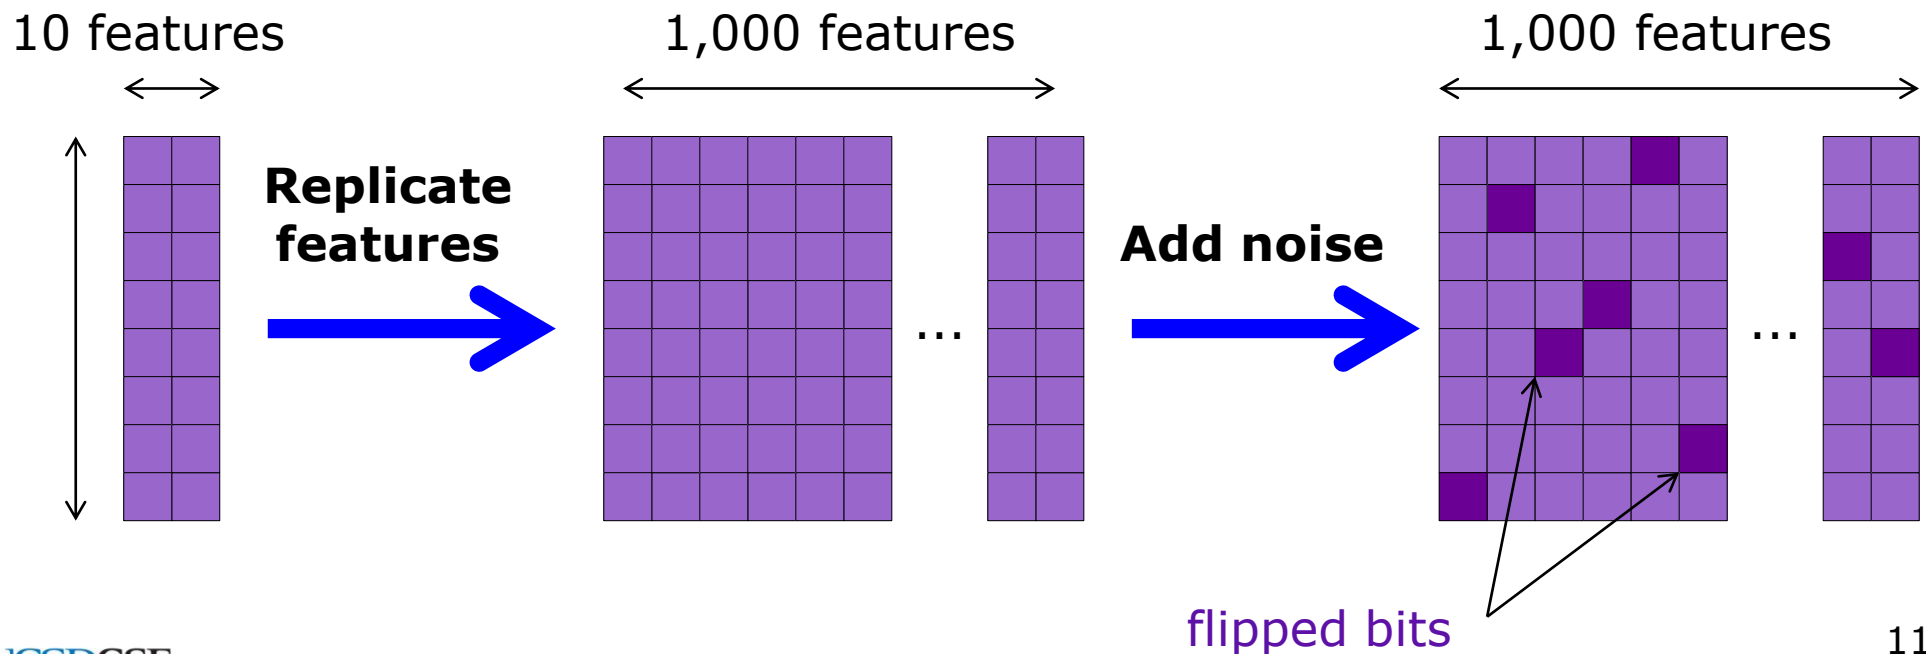 10 features
1,000 features
1,000 features
Replicate
features
Add noise
...
...
flipped bits
11